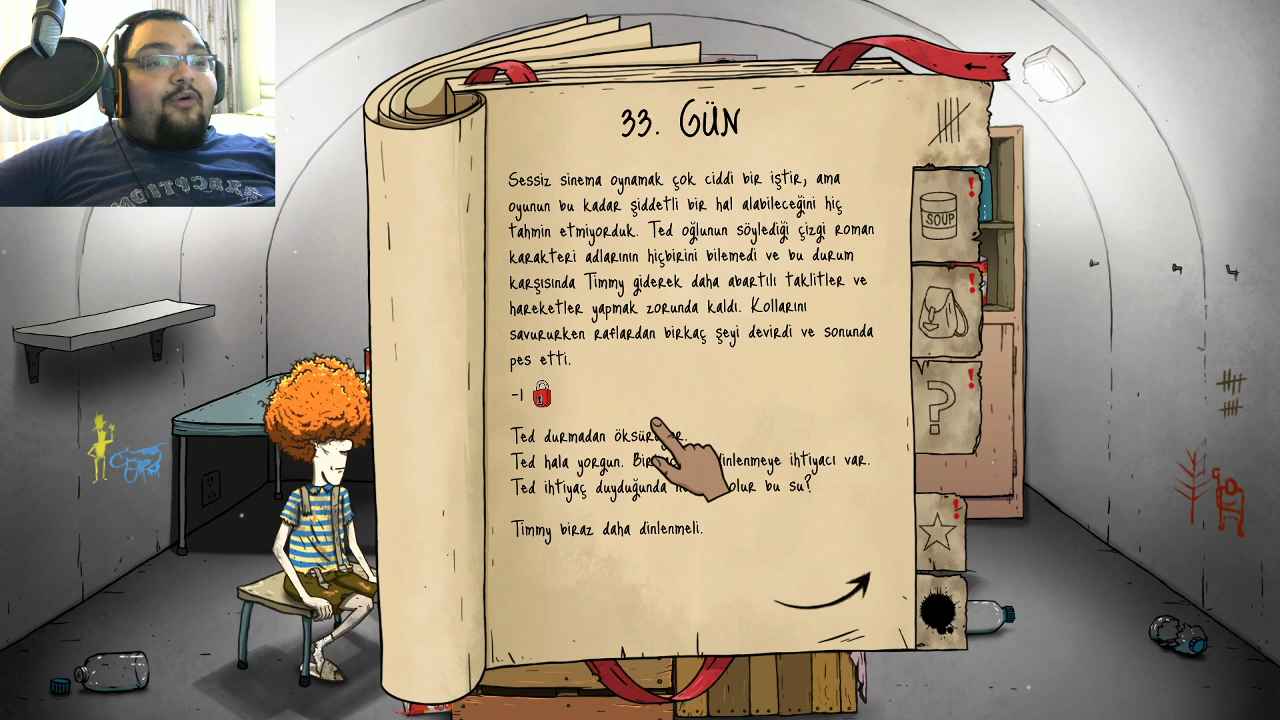 33. GÜN
Sessiz sinema oynamak çok ciddi bir iştir, ama
oyunun bu kadar şiddetli bir hal alabileceğini hiç
tahmin etmiyorduk. Ted oğlunun söylediği çizgi roman
karakteri adlarının hiçbirini bilemedi ve bu durum
karşısında Timmy giderek daha abartılı taklitler ve
hareketler yapmak zorunda kaldı. Kollarını
savururken raflardan birkaç şeyi devirdi ve sonunda
pes etti.
-1
Ted durmadan öksürüyor.
Ted hala yorgun. dinlenmeye ihtiyacı var.
Ted ihtiyaç duyduğunda olur bu su?
Timmy biraz daha dinlenmeli.
SOUP
!
!
?
!
!